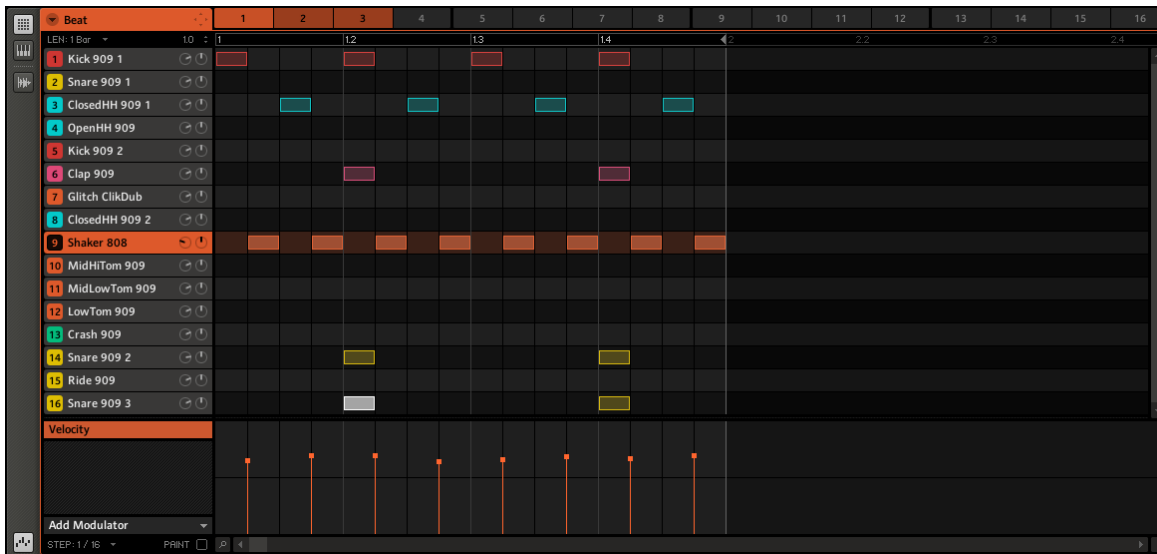 Beat 1 2 3 4 5 6 7 8 9 10 11 12 13 14 15 16
LEN: 1 Bar 1.0 1 1.2 1.3 1.4 2 2.2 2.3 2.4
1 Kick 909 1
2 Snare 909 1
3 ClosedHH 909 1
4 OpenHH 909
5 Kick 909 2
6 Clap 909
7 Glitch ClikDub
8 ClosedHH 909 2
9 Shaker 808
10 MidHiTom 909
11 MidLowTom 909
12 LowTom 909
13 Crash 909
14 Snare 909 2
15 Ride 909
16 Snare 909 3
Velocity
Add Modulator
STEP: 1 / 16 PAINT